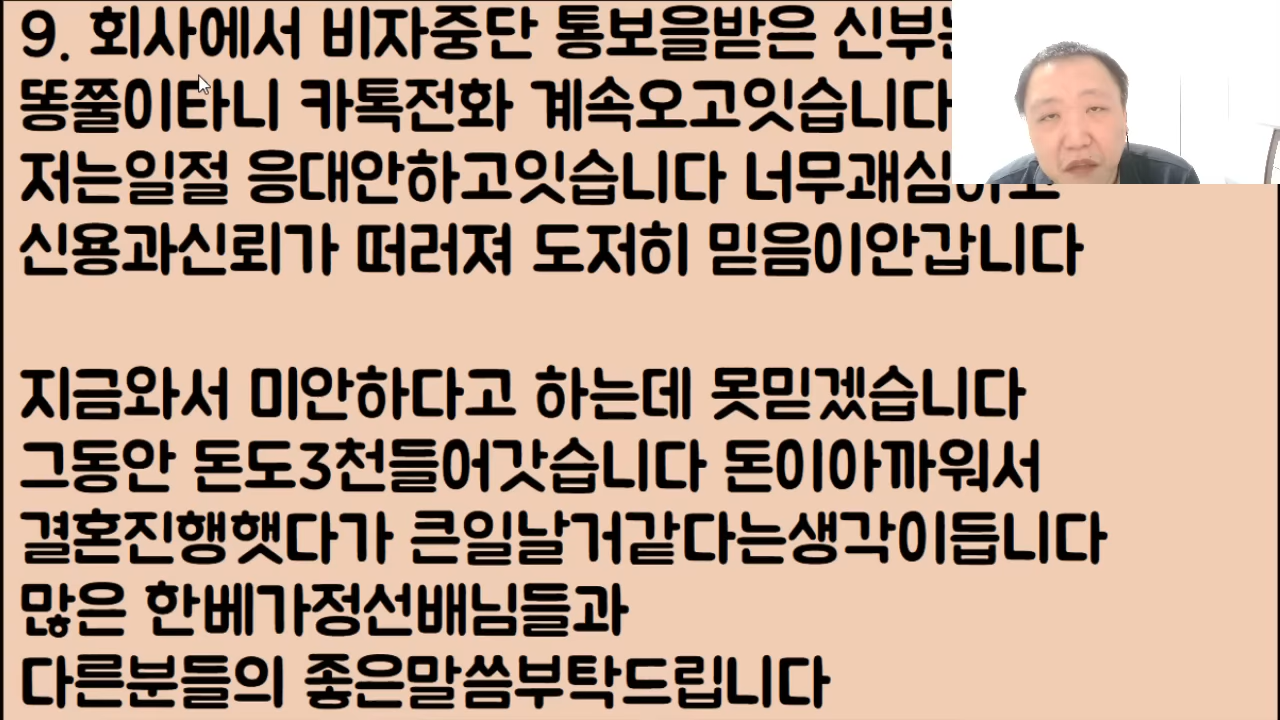 9. 회사에서 비자중단 통보을받은
똥쭐이타니 카톡전화 계속오고잇습니다
저는일절 응대안하고잇습니다
신용과신뢰가 떠러져 도저히 믿음이안갑니다
지금와서 미안하다고 하는데 못믿겠습니다
그동안 돈도3천들어갓습니다 돈이아까워서
결혼진행햇다가 큰일날거같다는생각이듭니다
많은 한베가정선배님들과
다른분들의 좋은말씀부탁드립니다